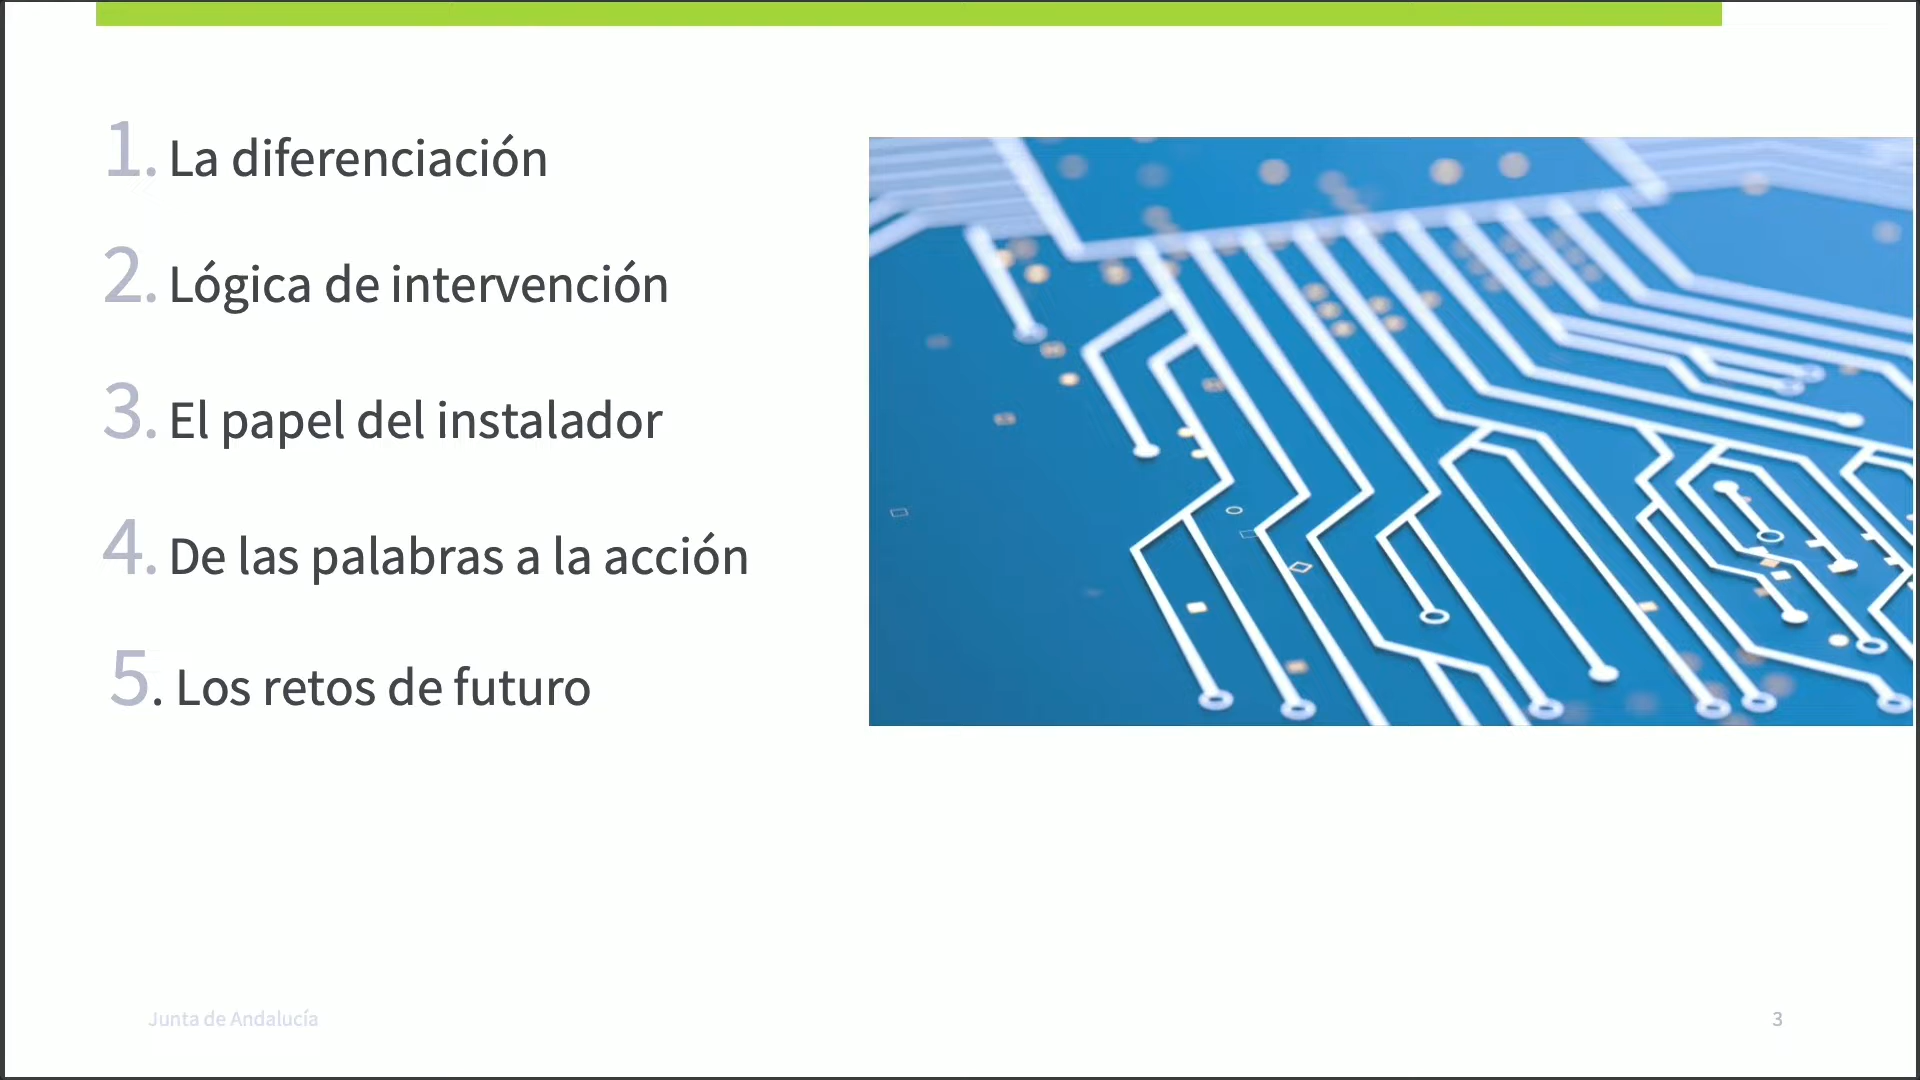 1. La diferenciación
2. Lógica de intervención
3. El papel del instalador
4. De las palabras a la acción
5. Los retos de futuro
Junta de Andalucía
3